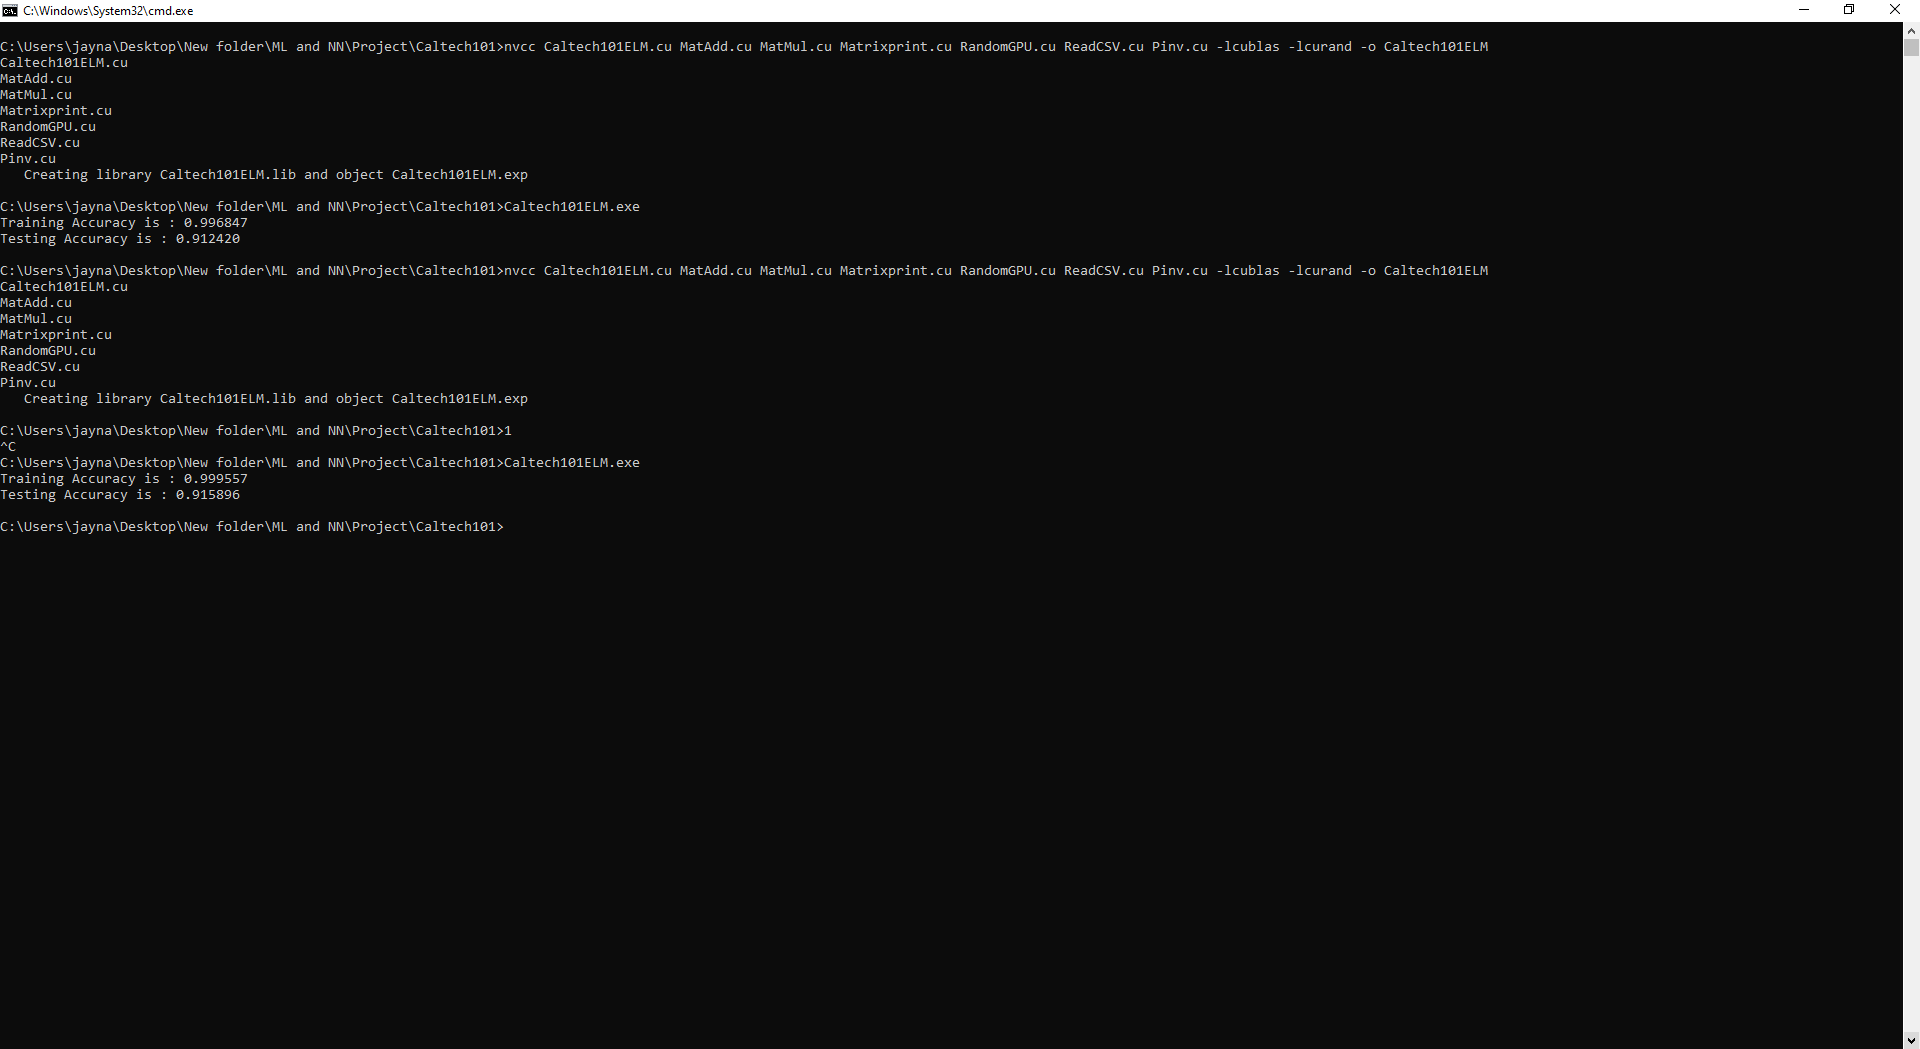 C:\Windows\System32\cmd.exe
C:\Users\jayna\Desktop\New folder\ML and NN\Project\Caltech101>nvcc Caltech101ELM.cu MatAdd.cu MatMul.cu Matrixprint.cu RandomGPU.cu ReadCSV.cu Pinv.cu -lcublas -lcurand -o Caltech101ELM
Caltech101ELM.cu
MatAdd.cu
MatMul.cu
Matrixprint.cu
RandomGPU.cu
ReadCSV.cu
Pinv.cu
   Creating library Caltech101ELM.lib and object Caltech101ELM.exp
C:\Users\jayna\Desktop\New folder\ML and NN\Project\Caltech101>Caltech101ELM.exe
Training Accuracy is : 0.996847
Testing Accuracy is : 0.912420
C:\Users\jayna\Desktop\New folder\ML and NN\Project\Caltech101>nvcc Caltech101ELM.cu MatAdd.cu MatMul.cu Matrixprint.cu RandomGPU.cu ReadCSV.cu Pinv.cu -lcublas -lcurand -o Caltech101ELM
Caltech101ELM.cu
MatAdd.cu
MatMul.cu
Matrixprint.cu
RandomGPU.cu
ReadCSV.cu
Pinv.cu
   Creating library Caltech101ELM.lib and object Caltech101ELM.exp
C:\Users\jayna\Desktop\New folder\ML and NN\Project\Caltech101>1
^C
C:\Users\jayna\Desktop\New folder\ML and NN\Project\Caltech101>Caltech101ELM.exe
Training Accuracy is : 0.999557
Testing Accuracy is : 0.915896
C:\Users\jayna\Desktop\New folder\ML and NN\Project\Caltech101>